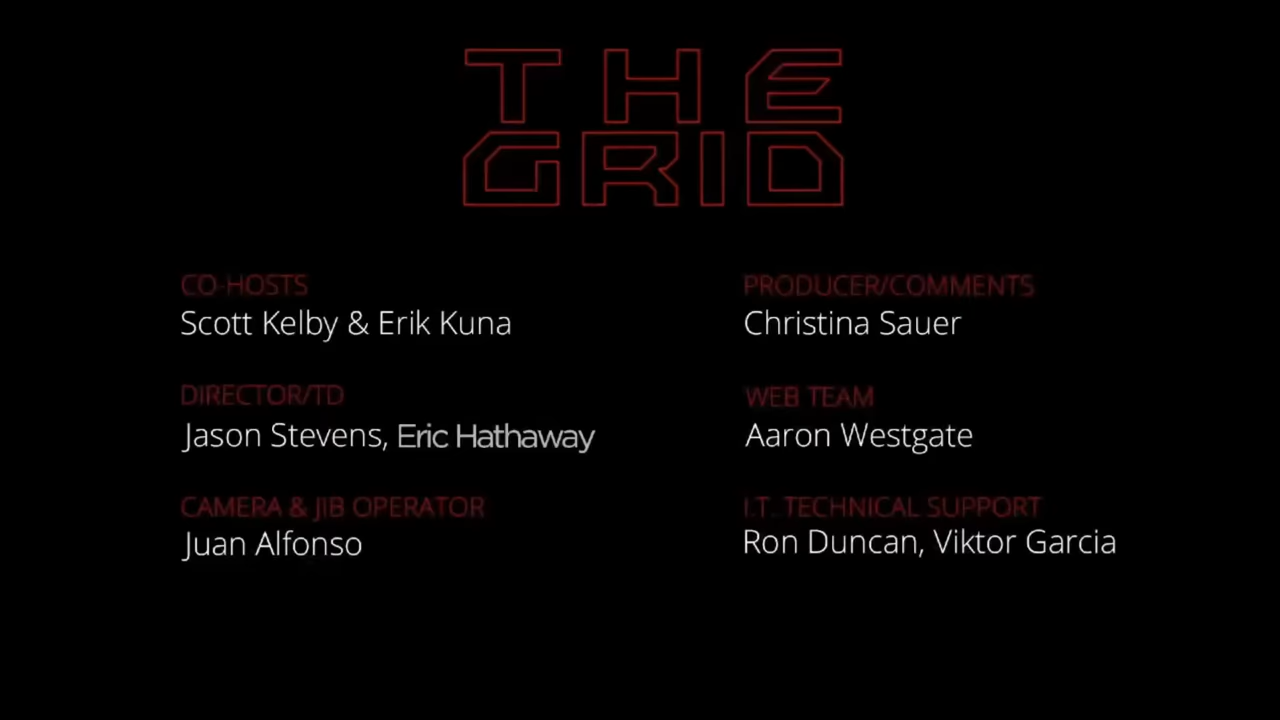 THE
GRID
CO-HOSTS
Scott Kelby & Erik Kuna
DIRECTOR/TD
Jason Stevens, Eric Hathaway
CAMERA & JIB OPERATOR
Juan Alfonso
PRODUCER/COMMENTS
Christina Sauer
WEB TEAM
Aaron Westgate
I.T. TECHNICAL SUPPORT
Ron Duncan, Viktor Garcia